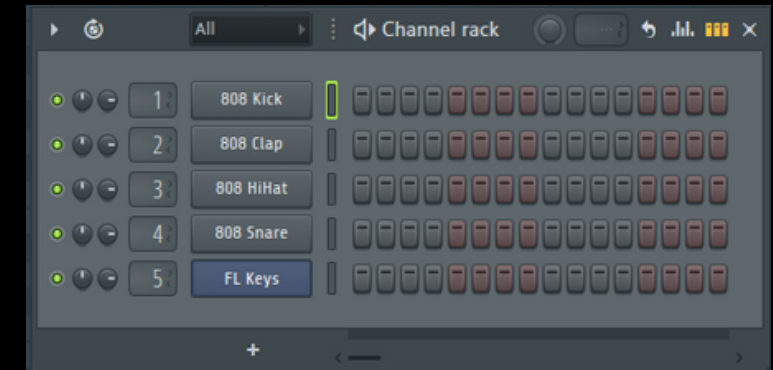 All Channel rack ---
1 808 Kick
2 808 Clap
3 808 HiHat
4 808 Snare
5 FL Keys
+